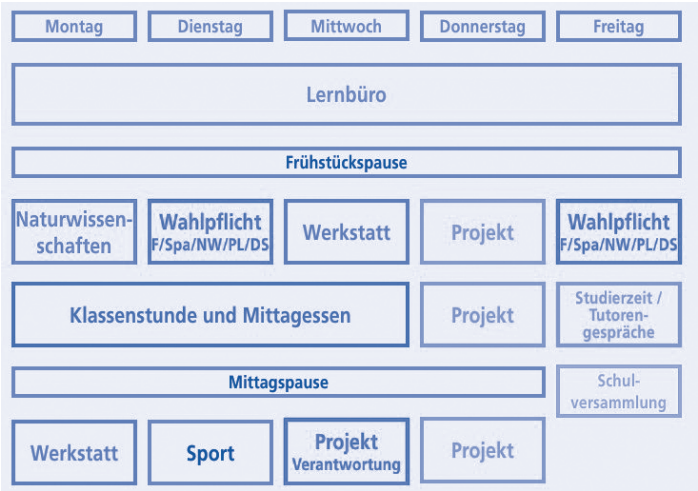 Montag Dienstag Mittwoch Donnerstag Freitag
Lernbüro
Frühstückspause
Naturwissen-
schaften
Wahlpflicht
F/Spa/NW/PL/DS
Werkstatt
Projekt
Wahlpflicht
F/Spa/NW/PL/DS
Klassenstunde und Mittagessen
Projekt
Studierzeit /
Tutoren-
gespräche
Mittagspause
Schul-
versammlung
Werkstatt
Sport
Projekt
Verantwortung
Projekt